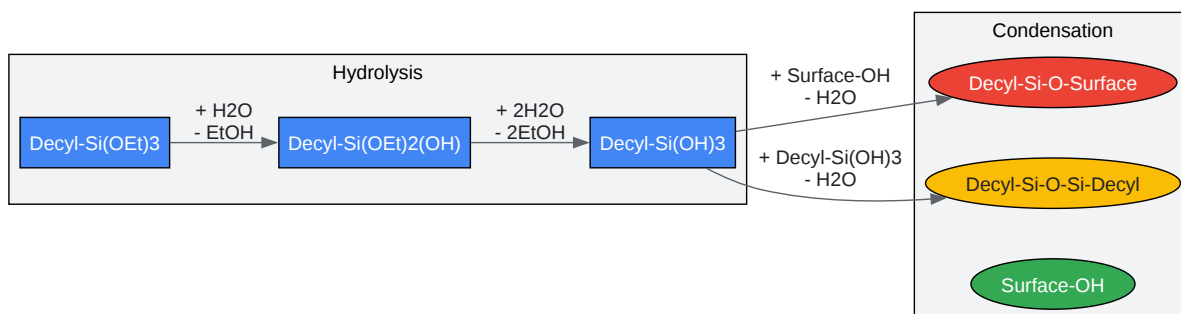 Condensation
Hydrolysis
Decyl-Si(OEt)3
+ H2O
- EtOH
Decyl-Si(OEt)2(OH)
+ 2H2O
- 2EtOH
Decyl-Si(OH)3
+ Surface-OH
- H2O
Decyl-Si-O-Surface
+ Decyl-Si(OH)3
- H2O
Decyl-Si-O-Si-Decyl
Surface-OH